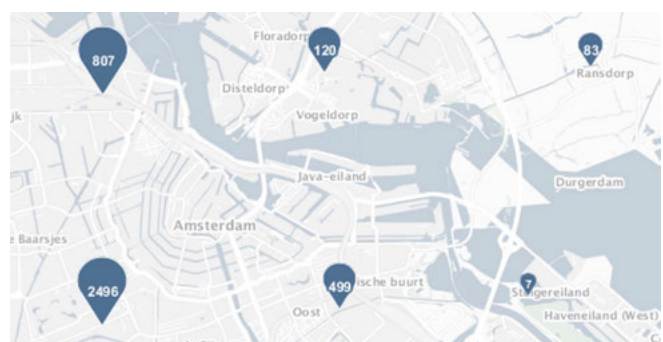 Floradorp
807
120
83
Ransdorp
Disteldorp
Vogeldorp
jk
Java-eiland
Durgerdam
Amsterdam
e Baarsjes
2496
499
ische buurt
7
Steigereiland
Oost
Haveneiland (West)
C